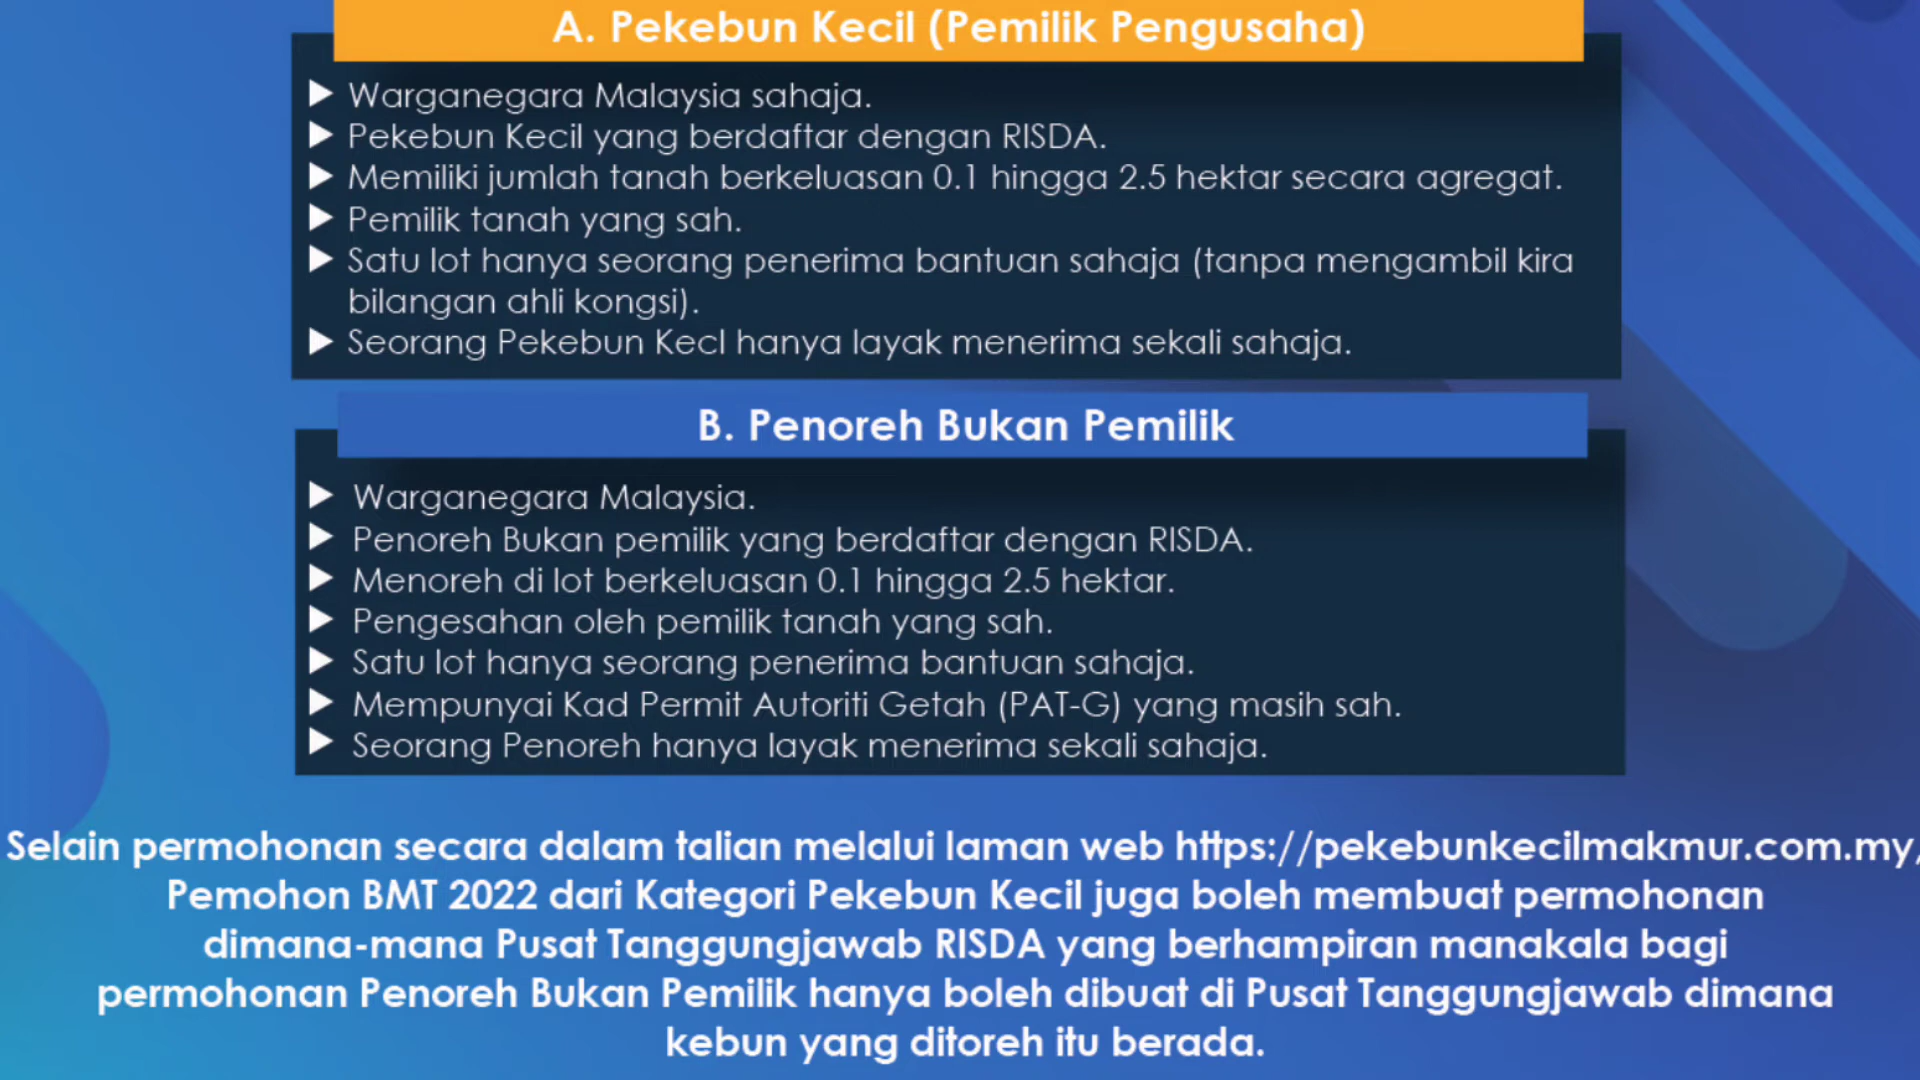 A. Pekebun Kecil (Pemilik Pengusaha)
Warganegara Malaysia sahaja.
Pekebun Kecil yang berdaftar dengan RISDA.
Memiliki jumlah tanah berkeluasan 0.1 hingga 2.5 hektar secara agregat.
Pemilik tanah yang sah.
Satu lot hanya seorang penerima bantuan sahaja (tanpa mengambil kira
bilangan ahli kongsi).
Seorang Pekebun Kecl hanya layak menerima sekali sahaja.
B. Penoreh Bukan Pemilik
Warganegara Malaysia.
Penoreh Bukan pemilik yang berdaftar dengan RISDA.
Menoreh di lot berkeluasan 0.1 hingga 2.5 hektar.
Pengesahan oleh pemilik tanah yang sah.
Satu lot hanya seorang penerima bantuan sahaja.
Mempunyai Kad Permit Autoriti Getah (PAT-G) yang masih sah.
Seorang Penoreh hanya layak menerima sekali sahaja.
Selain permohonan secara dalam talian melalui laman web https://pekebunkecilmakmur.com.my,
Pemohon BMT 2022 dari Kategori Pekebun Kecil juga boleh membuat permohonan
dimana-mana Pusat Tanggungjawab RISDA yang berhampiran manakala bagi
permohonan Penoreh Bukan Pemilik hanya boleh dibuat di Pusat Tanggungjawab dimana
kebun yang ditoreh itu berada.